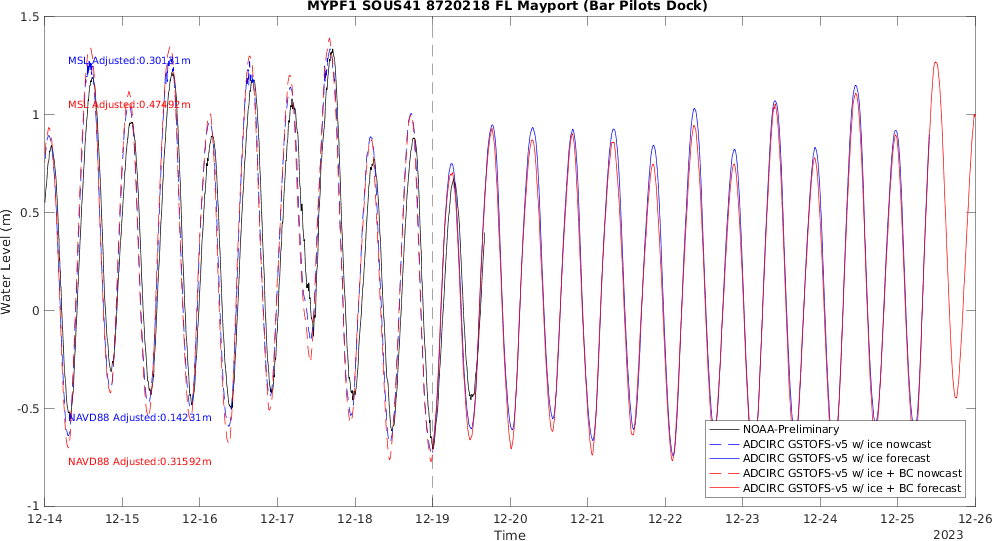 MYPF1 SOUS41 8720218 FL Mayport (Bar Pilots Dock)
Water Level (m)
1.5
1
0.5
0
-0.5
-1
MSL Adjusted:0.30131m
MSL Adjusted:0.47492m
NAVD88 Adjusted:0.14231m
NAVD88 Adjusted:0.31592m
NOAA-Preliminary
ADCIRC GSTOFS-v5 w/ ice nowcast
ADCIRC GSTOFS-v5 w/ ice forecast
ADCIRC GSTOFS-v5 w/ ice + BC nowcast
ADCIRC GSTOFS-v5 w/ ice + BC forecast
12-14 12-15 12-16 12-17 12-18 12-19 12-20 12-21 12-22 12-23 12-24 12-25 12-26
Time
2023